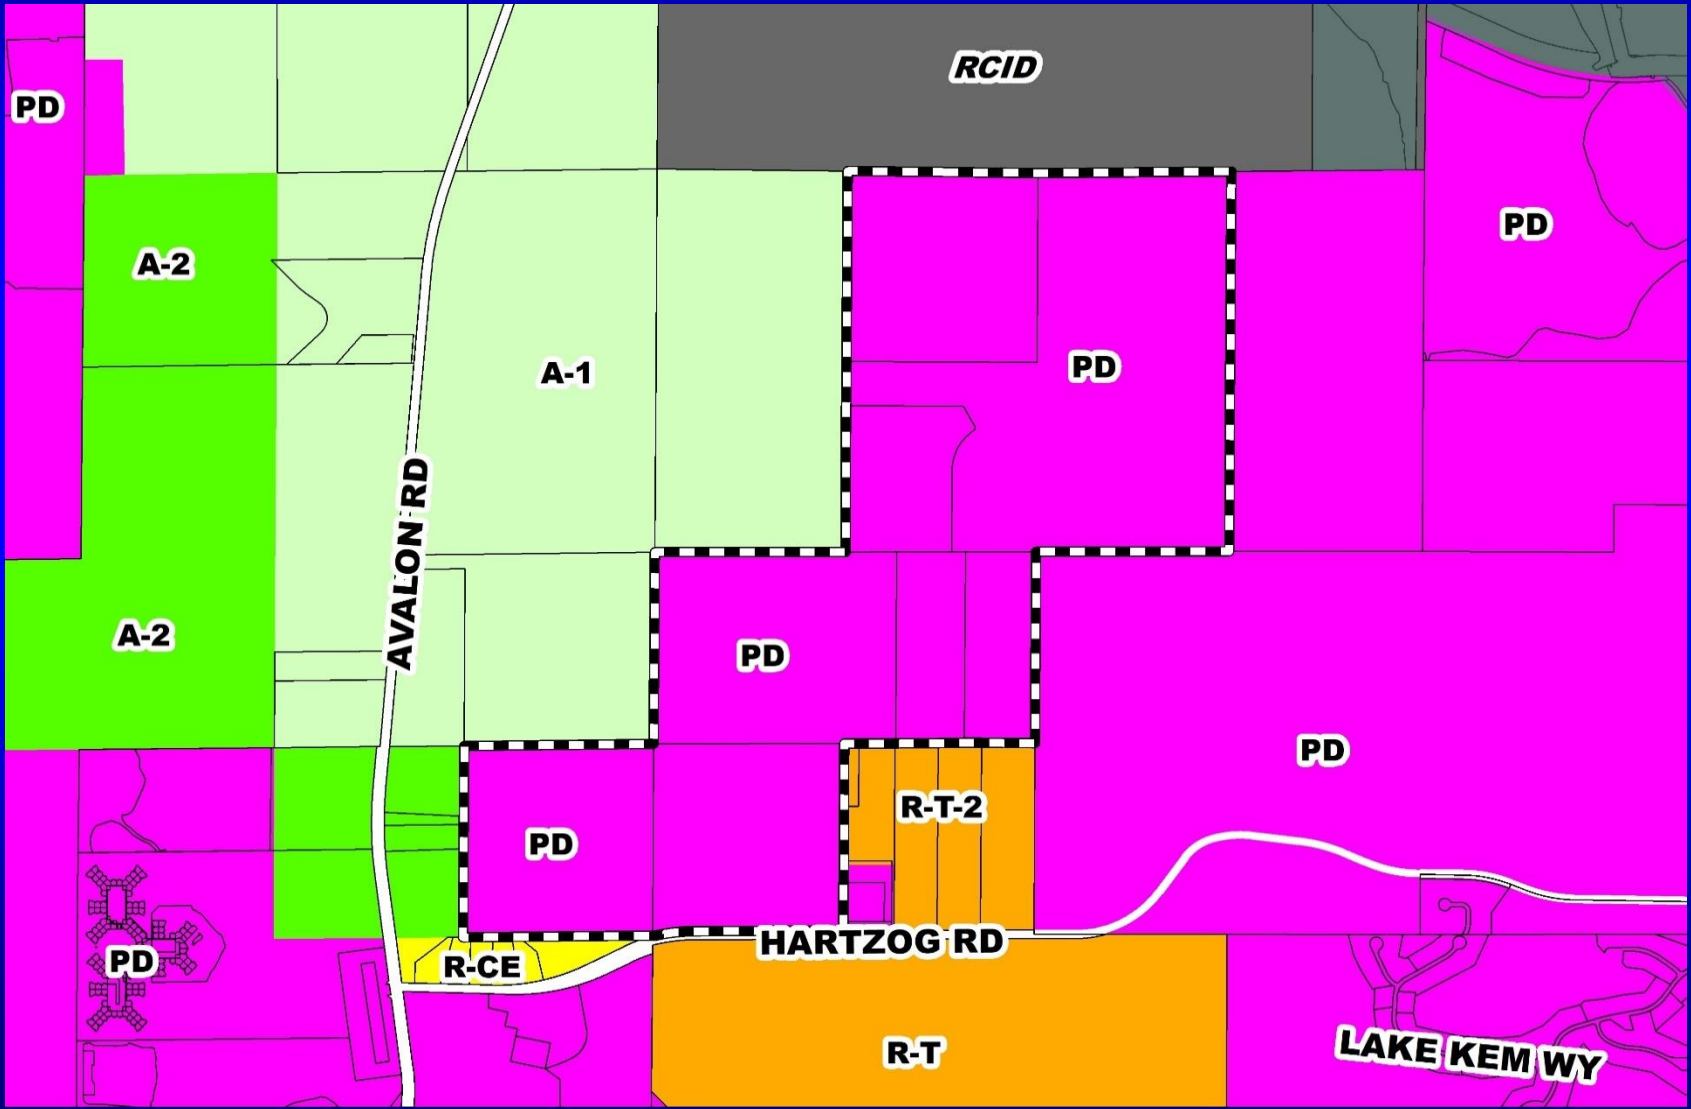 RCID
PD
PD
A-2
PD
A-1
AVALON RD
A-2
PD
PD
R-T-2
PD
HARTZOG RD
PD
R-CE
R-T
LAKE KEM WY